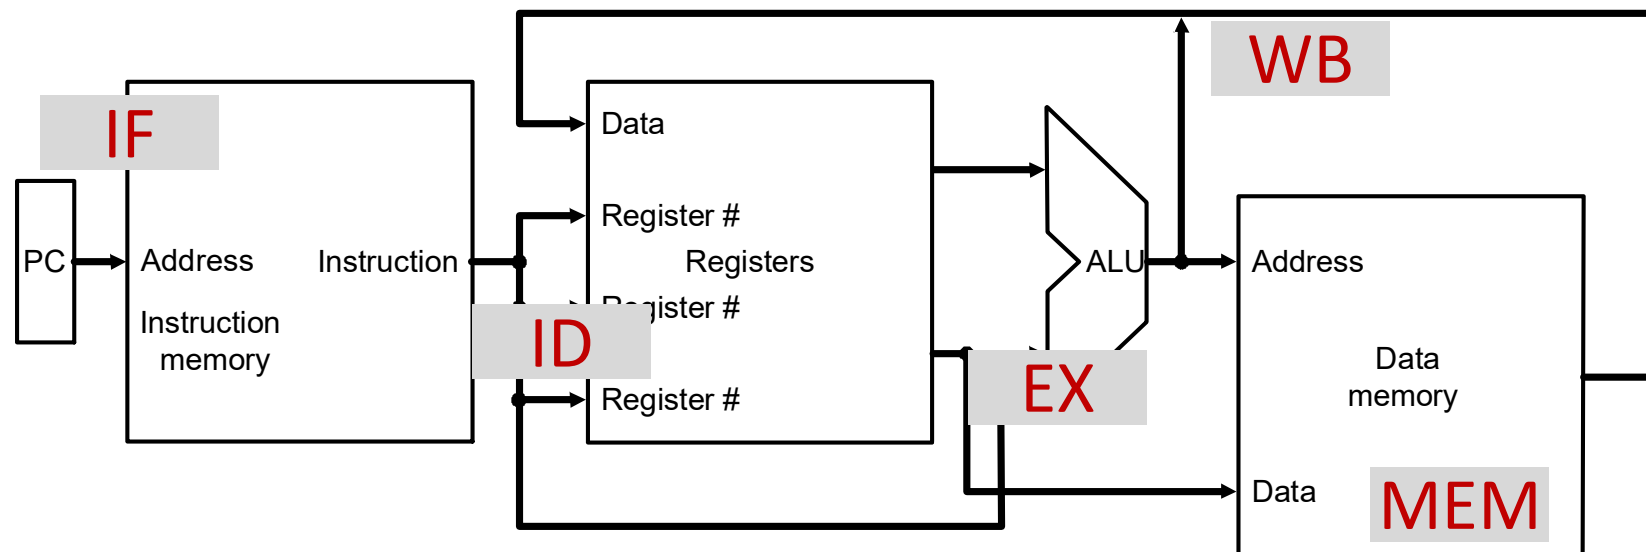 WB
IF
Data
Register #
PC
Address
Instruction
Registers
ALU
Address
Register #
Instruction
memory
ID
Data
memory
EX
Register #
Data
MEM